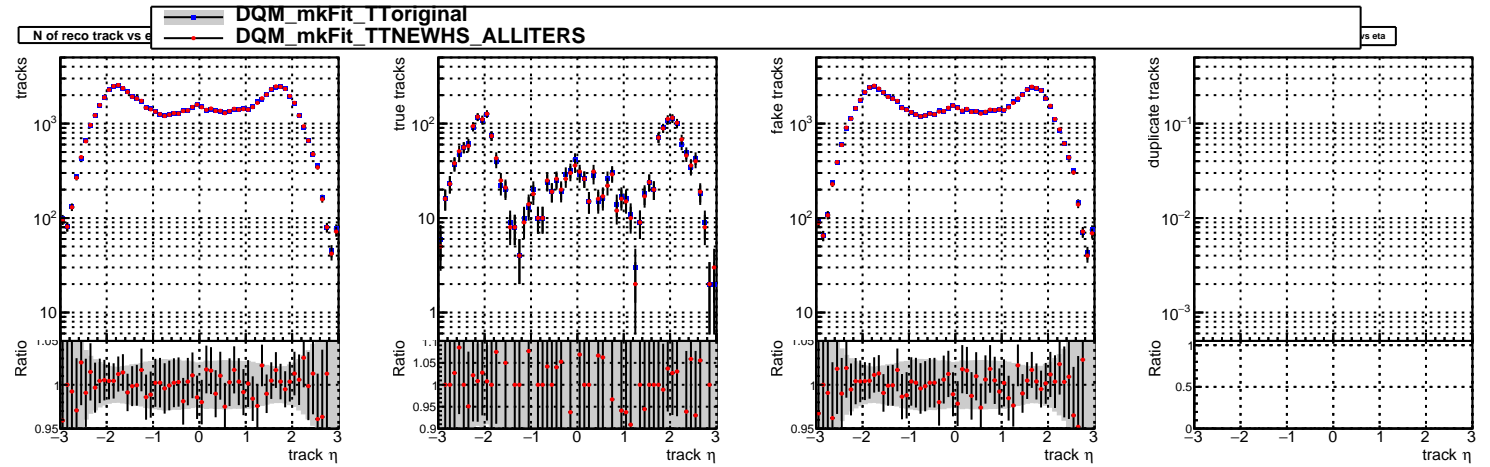 DQM_mkFit_TToriginal
DQM_mkFit_TTNEWHS_ALLITERS
N of reco track vs e
vs eta
tracks
10³
10²
10
Ratio
1.05
1
0.95
−3 −2 −1 0 1 2 3
track η
true tracks
10²
10
1
Ratio
1.1
1.05
1
0.95
0.9
−3 −2 −1 0 1 2 3
track η
fake tracks
10³
10²
10
Ratio
1.05
1
0.95
−3 −2 −1 0 1 2 3
track η
duplicate tracks
10⁻¹
10⁻²
10⁻³
Ratio
1
0.5
0
−3 −2 −1 0 1 2 3
track η